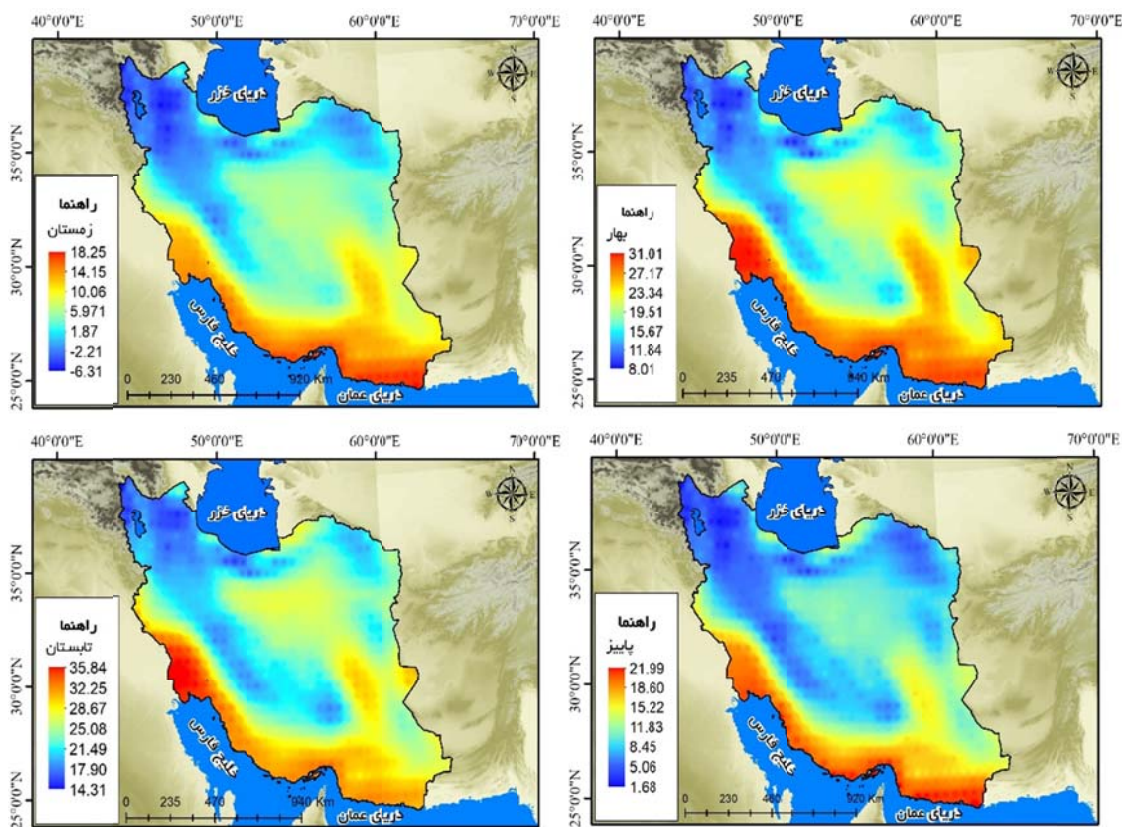 40°0'0"E 50°0'0"E 60°0'0"E 70°0'0"E
35°0'0"N
30°0'0"N
25°0'0"N
N
W E
S
دریای خزر
خلیج فارس
دریای عمان
راهنما
زمستان
18.25
14.15
10.06
5.971
1.87
-2.21
-6.31
0 230 460 920 Km
40°0'0"E 50°0'0"E 60°0'0"E 70°0'0"E
35°0'0"N
30°0'0"N
25°0'0"N
N
W E
S
دریای خزر
خلیج فارس
دریای عمان
راهنما
بهار
31.01
27.17
23.34
19.51
15.67
11.84
8.01
0 235 470 940 Km
40°0'0"E 50°0'0"E 60°0'0"E 70°0'0"E
35°0'0"N
30°0'0"N
25°0'0"N
N
W E
S
دریای خزر
خلیج فارس
دریای عمان
راهنما
تابستان
35.84
32.25
28.67
25.08
21.49
17.90
14.31
0 235 470 940 Km
40°0'0"E 50°0'0"E 60°0'0"E 70°0'0"E
35°0'0"N
30°0'0"N
25°0'0"N
N
W E
S
دریای خزر
خلیج فارس
دریای عمان
راهنما
پاییز
21.99
18.60
15.22
11.83
8.45
5.06
1.68
0 230 460 920 Km